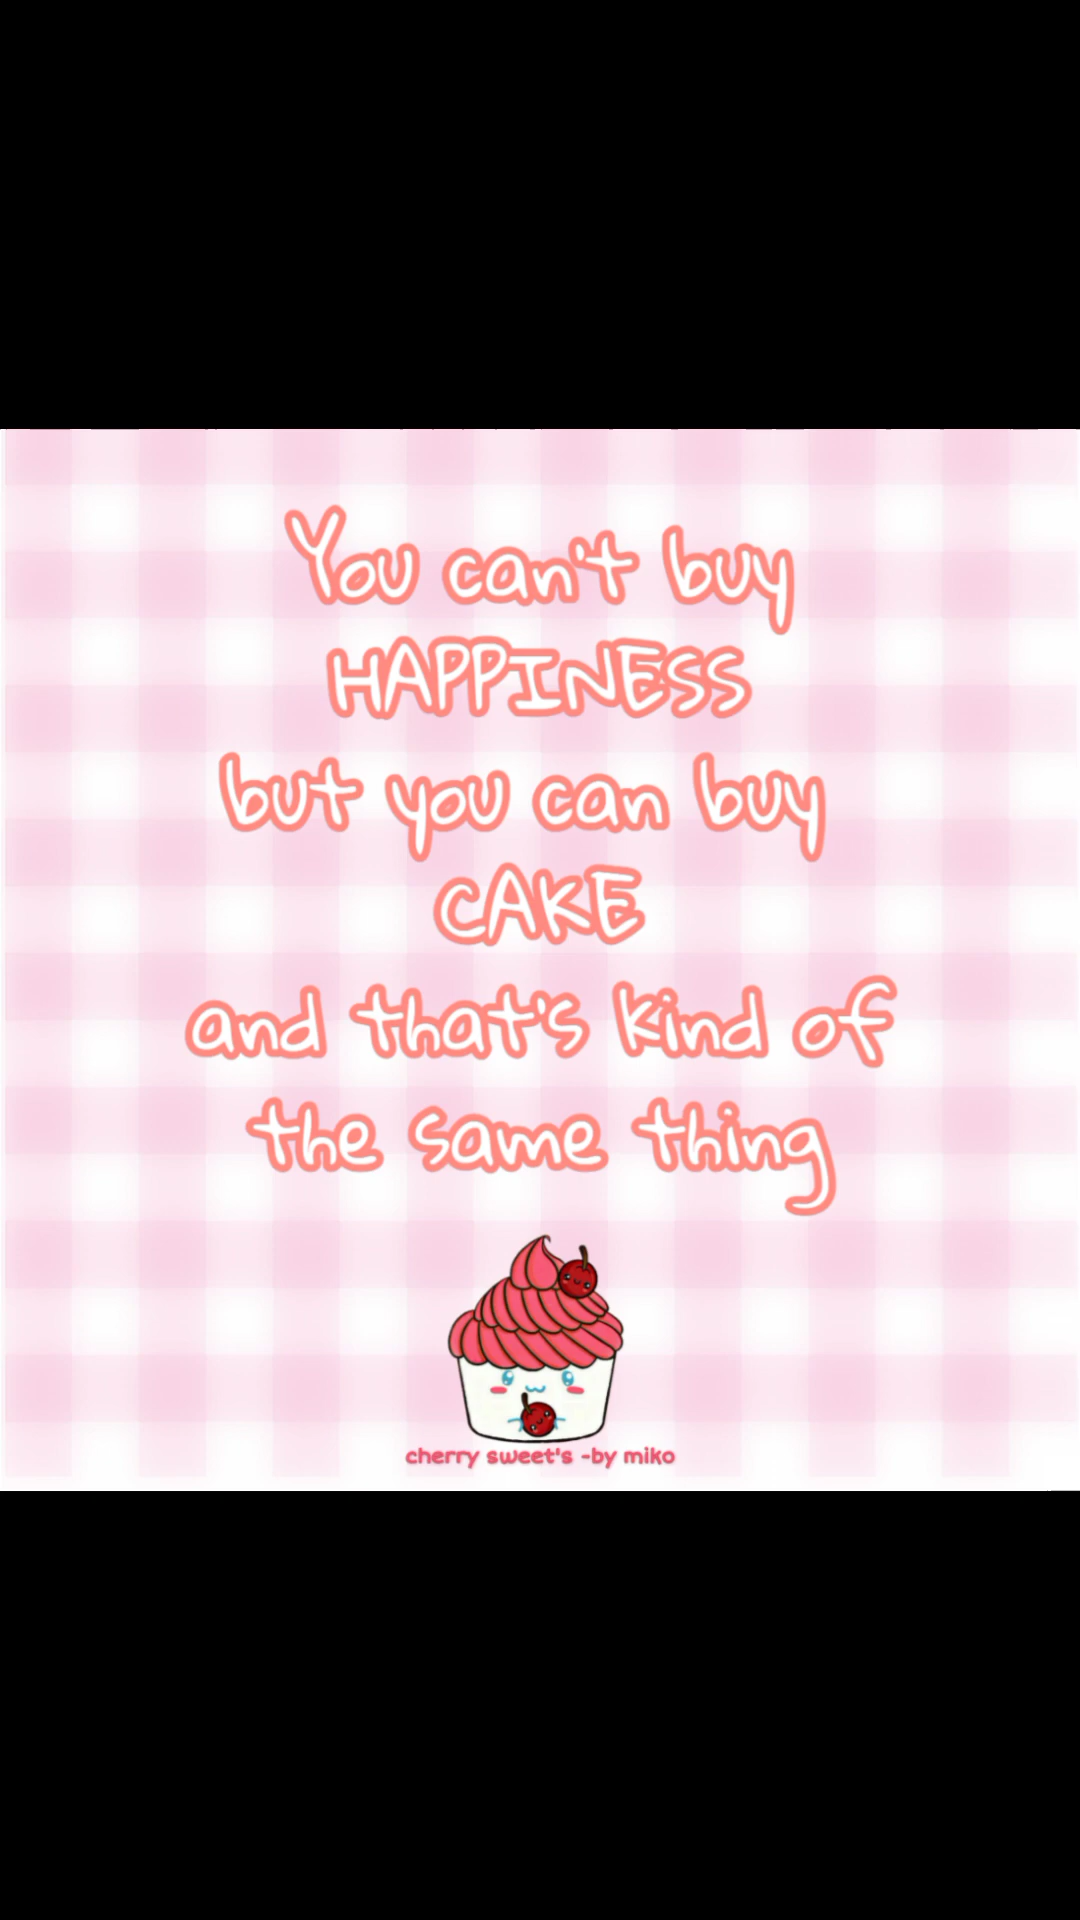 You can't buy
HAPPINESS
but you can buy
CAKE
and that's kind of
the same thing
cherry sweet's -by miko